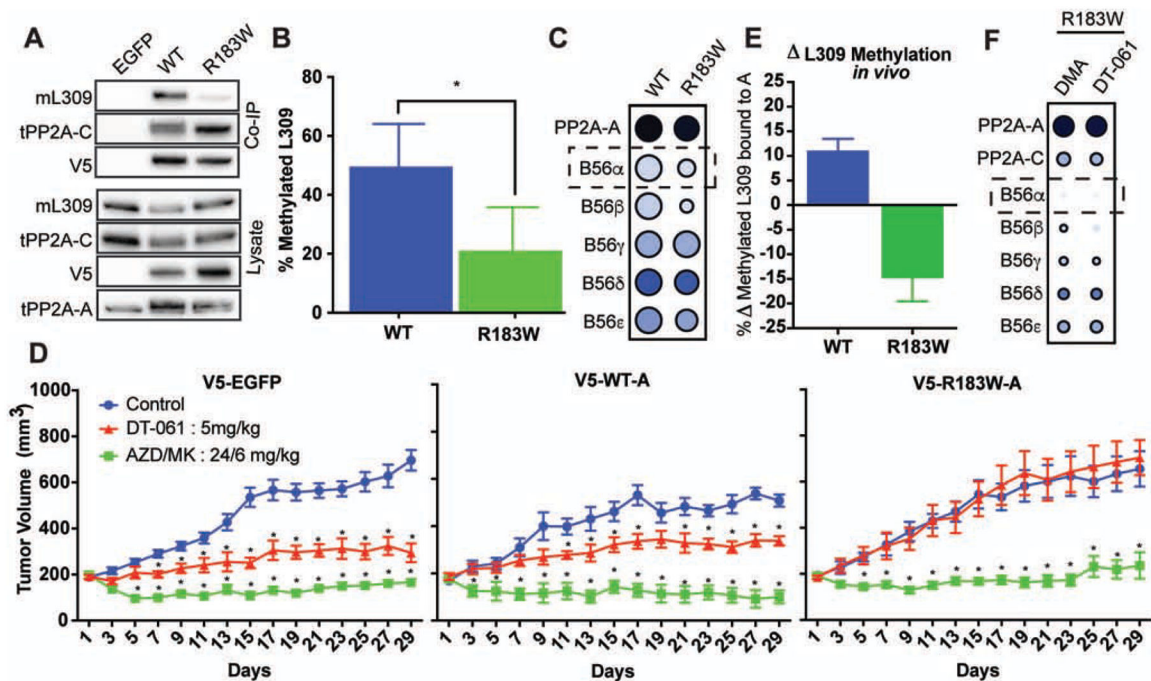 A
EGFP
WT
R183W
mL309
tPP2A-C
V5
Co-IP
mL309
tPP2A-C
V5
tPP2A-A
Lysate
B
% Methylated L309
80
60
40
20
0
*
WT
R183W
C
WT
R183W
PP2A-A
B56α
B56β
B56γ
B56δ
B56ε
E
Δ L309 Methylation
in vivo
% Δ Methylated L309 bound to A
25
20
15
10
5
0
-5
-10
-15
-20
-25
WT
R183W
F
R183W
DMA
DT-061
PP2A-A
PP2A-C
B56α
B56β
B56γ
B56δ
B56ε
D
V5-EGFP
Tumor Volume (mm³)
1000
800
600
400
200
0
Control
DT-061 : 5mg/kg
AZD/MK : 24/6 mg/kg
* * * * * * * * * *
* * * * * * * * * * * * *
1 3 5 7 9 11 13 15 17 19 21 23 25 27 29
Days
V5-WT-A
* * * * * * * * * *
* * * * * * * * * * * * *
1 3 5 7 9 11 13 15 17 19 21 23 25 27 29
Days
V5-R183W-A
* * * * * * * * * * * * * *
1 3 5 7 9 11 13 15 17 19 21 23 25 27 29
Days